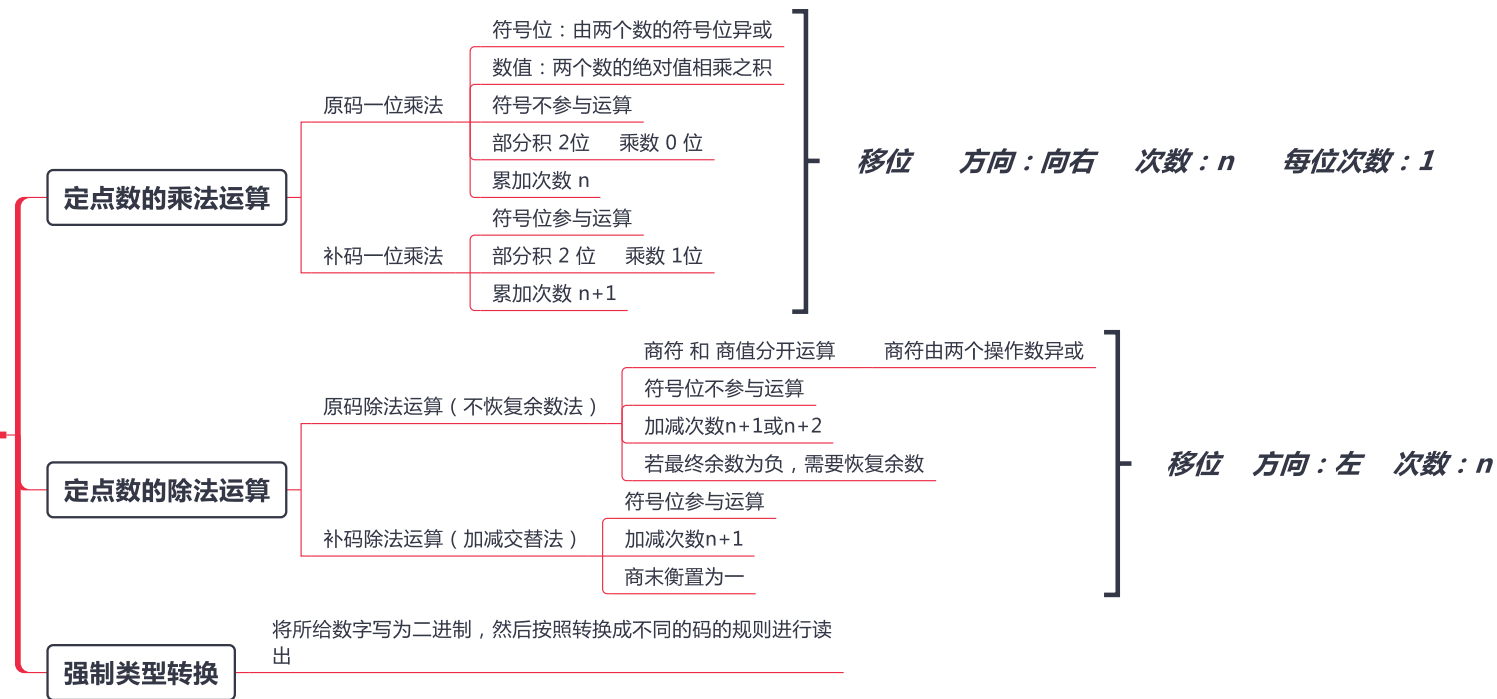 定点数的乘法运算
原码一位乘法
符号位：由两个数的符号位异或
数值：两个数的绝对值相乘之积
符号不参与运算
部分积 2位 乘数 0 位
累加次数 n
补码一位乘法
符号位参与运算
部分积 2 位 乘数 1位
累加次数 n+1
移位 方向：向右 次数：n 每位次数：1
定点数的除法运算
原码除法运算（不恢复余数法）
商符 和 商值分开运算 商符由两个操作数异或
符号位不参与运算
加减次数n+1或n+2
若最终余数为负，需要恢复余数
补码除法运算（加减交替法）
符号位参与运算
加减次数n+1
商末衡置为一
移位 方向：左 次数：n
强制类型转换
将所给数字写为二进制，然后按照转换成不同的码的规则进行读
出